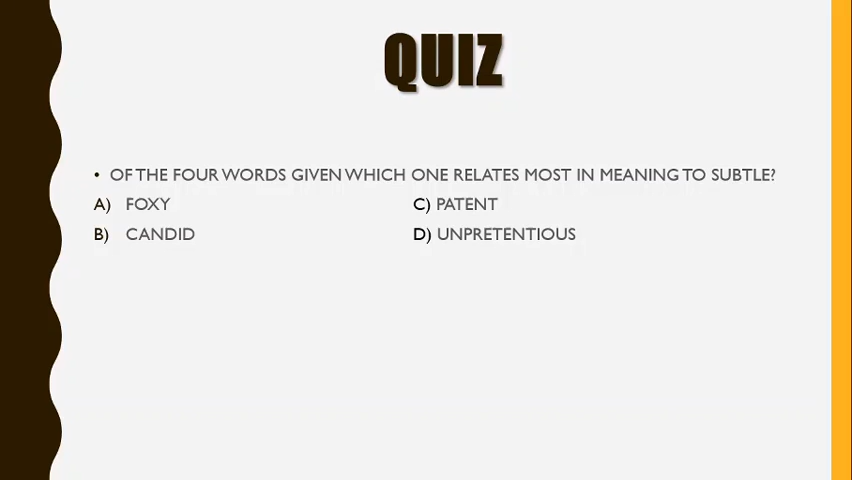 QUIZ
• OF THE FOUR WORDS GIVEN WHICH ONE RELATES MOST IN MEANING TO SUBTLE?
A) FOXY C) PATENT
B) CANDID D) UNPRETENTIOUS